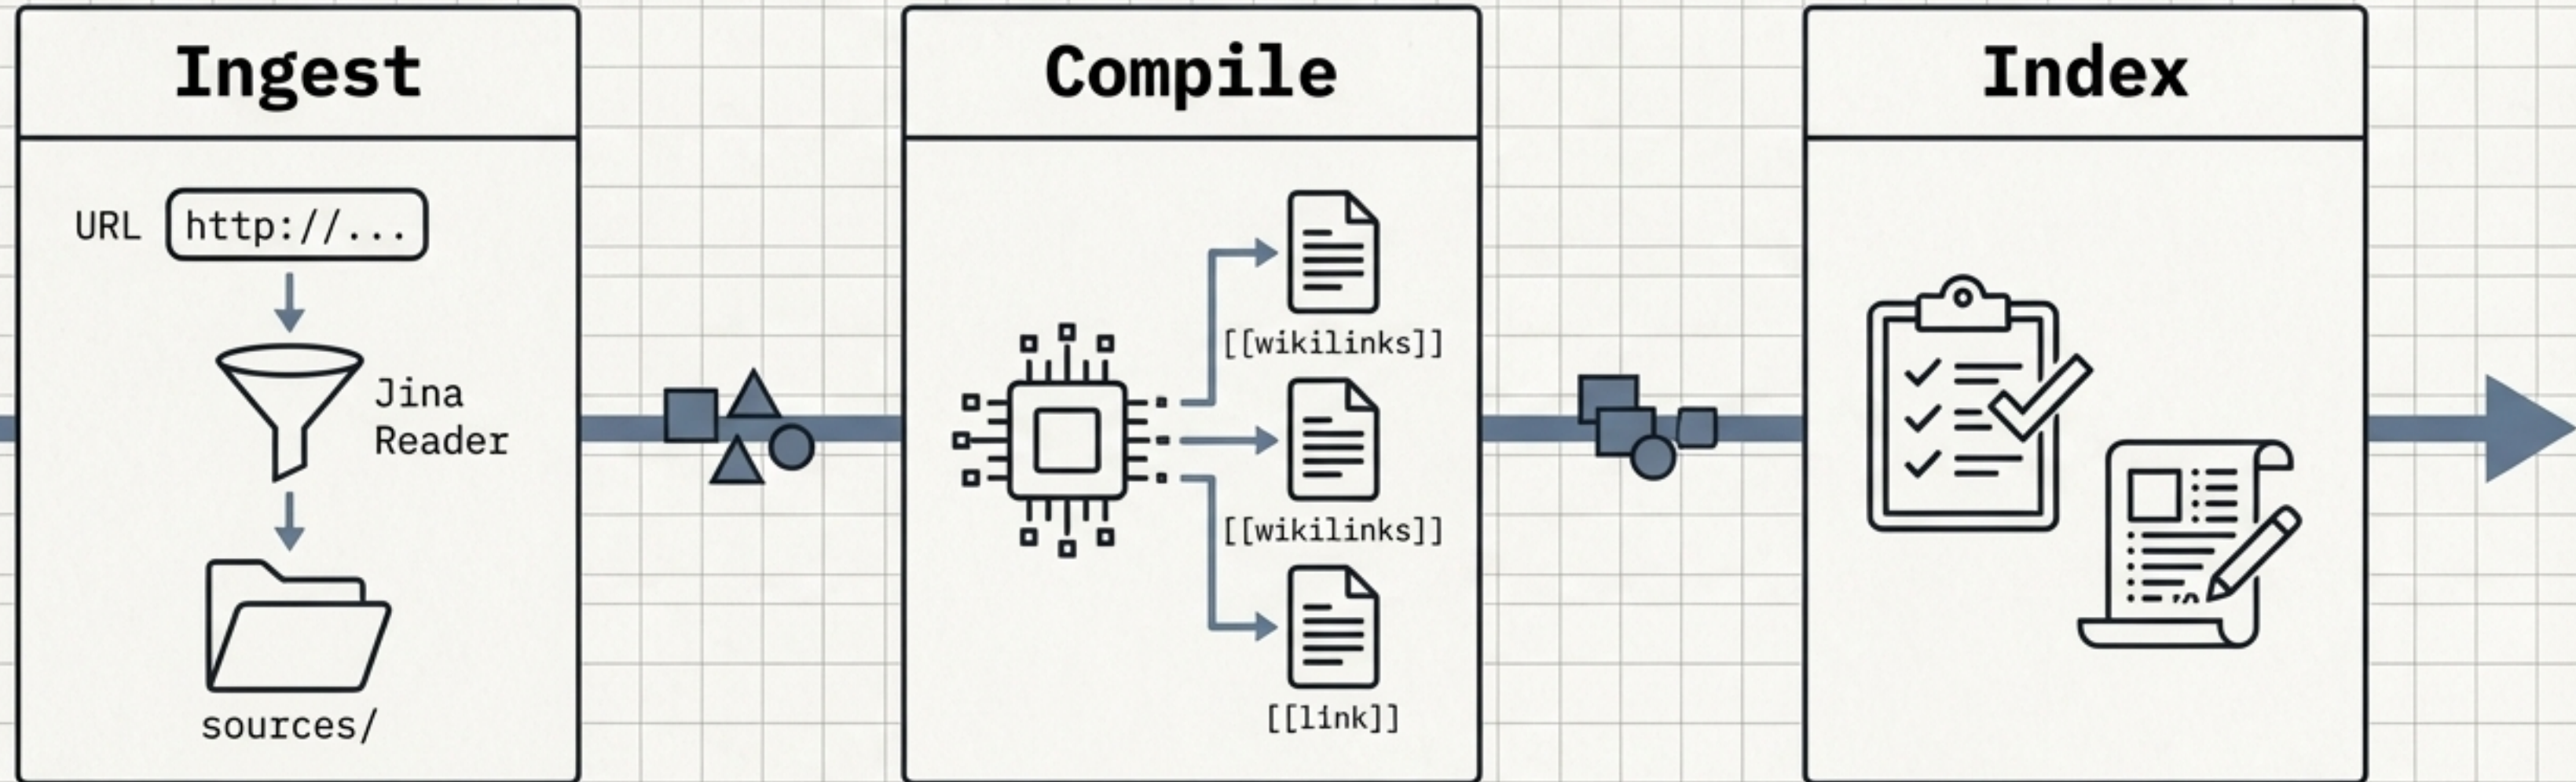 Ingest
URL http://...
Jina
Reader
sources/
Compile
[[wikilinks]]
[[wikilinks]]
[[link]]
Index